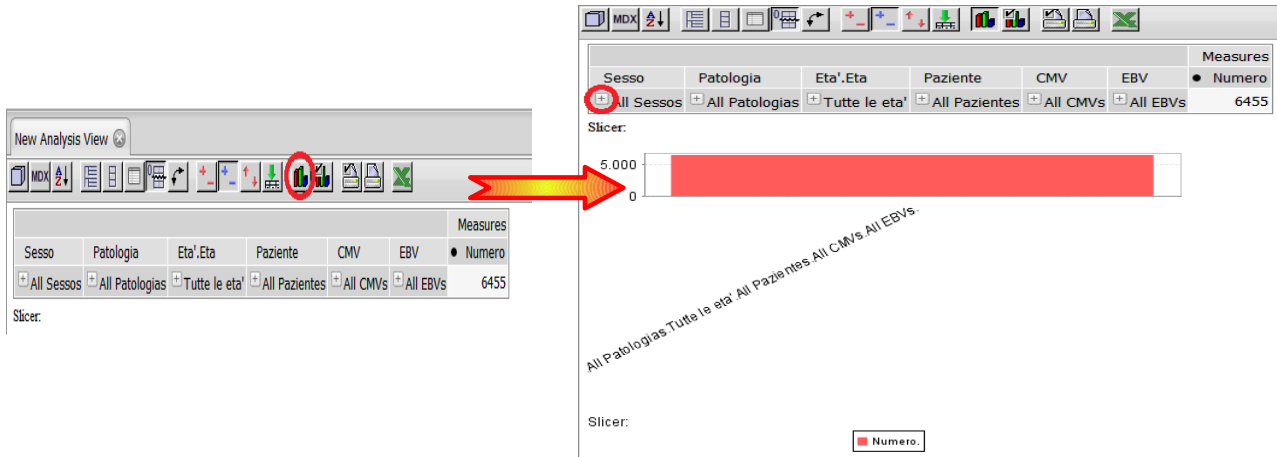 New Analysis View
MDX
Measures
Sesso Patologia Eta'.Eta Paziente CMV EBV Numero
All Sessos All Patologias Tutte le eta' All Pazientes All CMVs All EBVs 6455
Slicer:
MDX
Measures
Sesso Patologia Eta'.Eta Paziente CMV EBV Numero
All Sessos All Patologias Tutte le eta' All Pazientes All CMVs All EBVs 6455
Slicer:
5.000
0
All Patologias.Tutte le eta'.All Pazientes.All CMVs.All EBVs.
Slicer:
Numero.